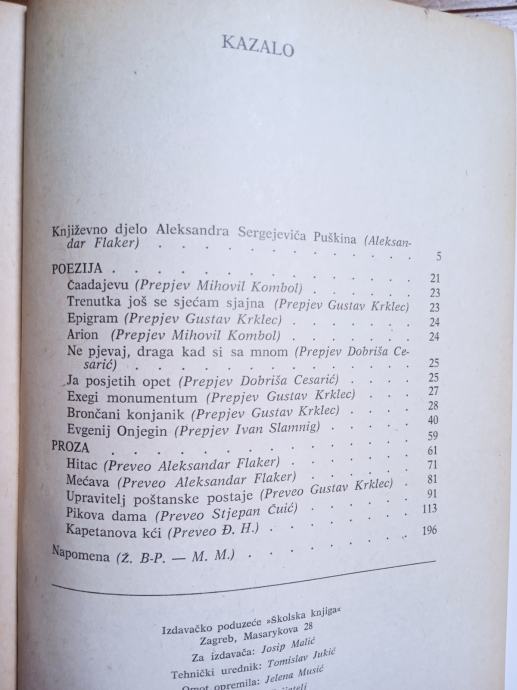 KAZALO
Književno djelo Aleksandra Sergejeviča Puškina (Aleksan-
dar Flaker) . . . . . . . . . . 5
POEZIJA . . . . . . . . . . . 21
Čaadajevu (Prepjev Mihovil Kombol) . . . . . 23
Trenutka još se sjećam sjajna (Prepjev Gustav Krklec) 23
Epigram (Prepjev Gustav Krklec) . . . . . 24
Arion (Prepjev Mihovil Kombol) . . . . . 24
Ne pjevaj, draga kad si sa mnom (Prepjev Dobriša Ce-
sarić) . . . . . . . . . . . 25
Ja posjetih opet (Prepjev Dobriša Cesarić) . . . . 25
Exegi monumentum (Prepjev Gustav Krklec) . . . 27
Brončani konjanik (Prepjev Gustav Krklec) . . . 28
Evgenij Onjegin (Prepjev Ivan Slamnig) . . . . 40
PROZA . . . . . . . . . . . 59
Hitac (Preveo Aleksandar Flaker) . . . . . 61
Mećava (Preveo Aleksandar Flaker) . . . . . 71
Upravitelj poštanske postaje (Preveo Gustav Krklec) . 81
Pikova dama (Preveo Stjepan Čuić) . . . . . 91
Kapetanova kći (Preveo Đ. H.) . . . . . . 113
Napomena (Ž. B-P. — M. M.) . . . . . . . 196
Izdavačko poduzeće »Školska knjiga«
Zagreb, Masarykova 28
Za izdavača: Josip Malić
Tehnički urednik: Tomislav Jukić
Omot opremila: Jelena Musić